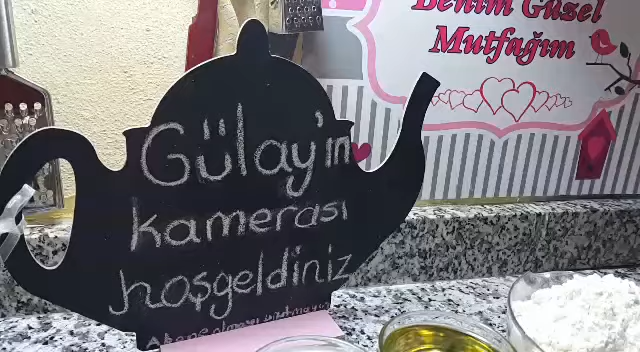 Benim Güzel
Mutfağım
Gülay'ın
kamerası
hoşgeldiniz